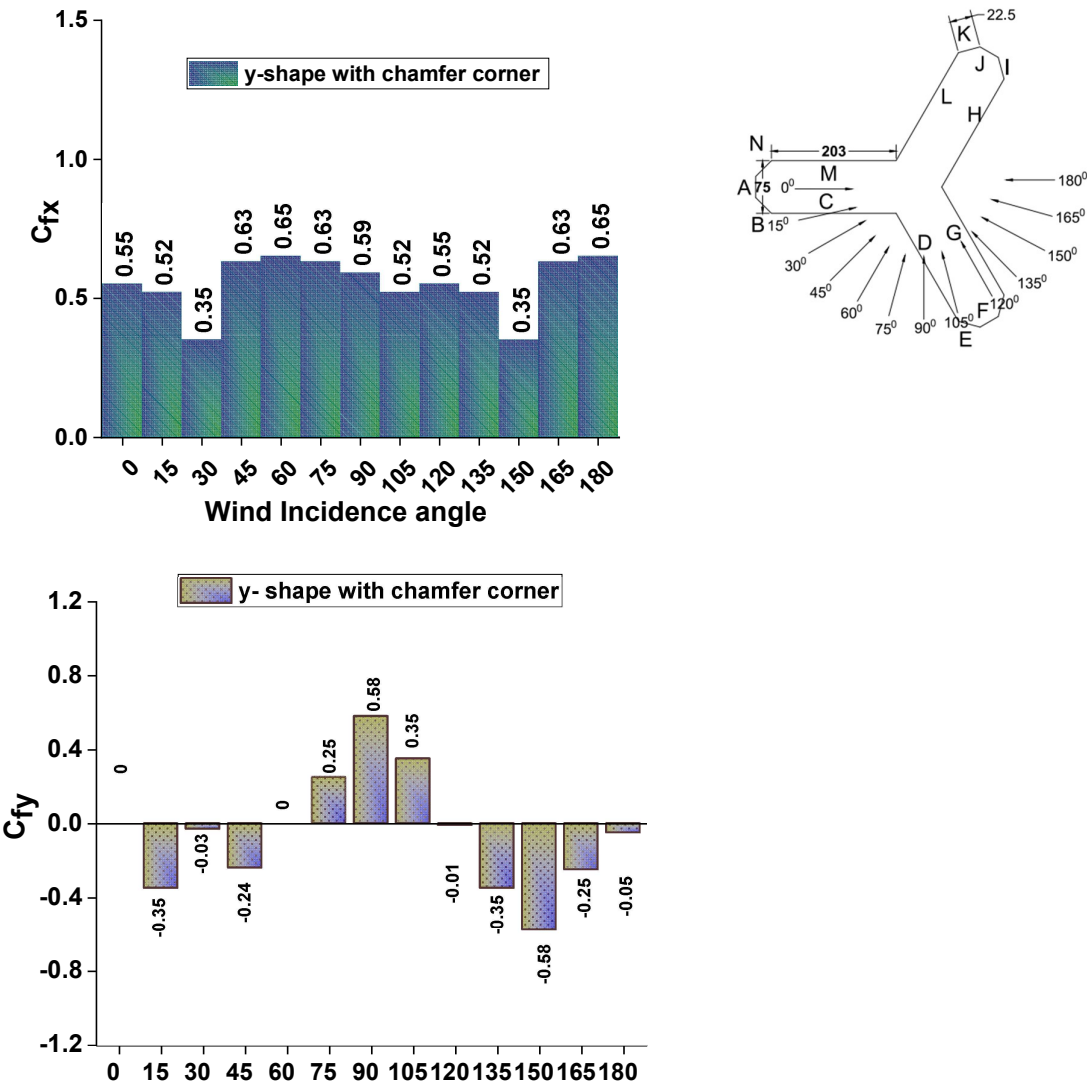 1.5
1.0
0.5
0.0
Cfx
y-shape with chamfer corner
0.55
0.52
0.35
0.63
0.65
0.63
0.59
0.52
0.55
0.52
0.35
0.63
0.65
0 15 30 45 60 75 90 105 120 135 150 165 180
Wind Incidence angle
22.5
K
J
I
L
H
N
203
M
A 75 0⁰
C
B 15⁰
D
G
180⁰
165⁰
150⁰
135⁰
30⁰
45⁰
60⁰
75⁰
90⁰
105⁰
F 120⁰
E
y- shape with chamfer corner
1.2
0.8
0.4
0.0
-0.4
-0.8
-1.2
Cfy
0
-0.35
-0.03
-0.24
0
0.25
0.58
0.35
-0.01
-0.35
-0.58
-0.25
-0.05
0 15 30 45 60 75 90 105 120 135 150 165 180